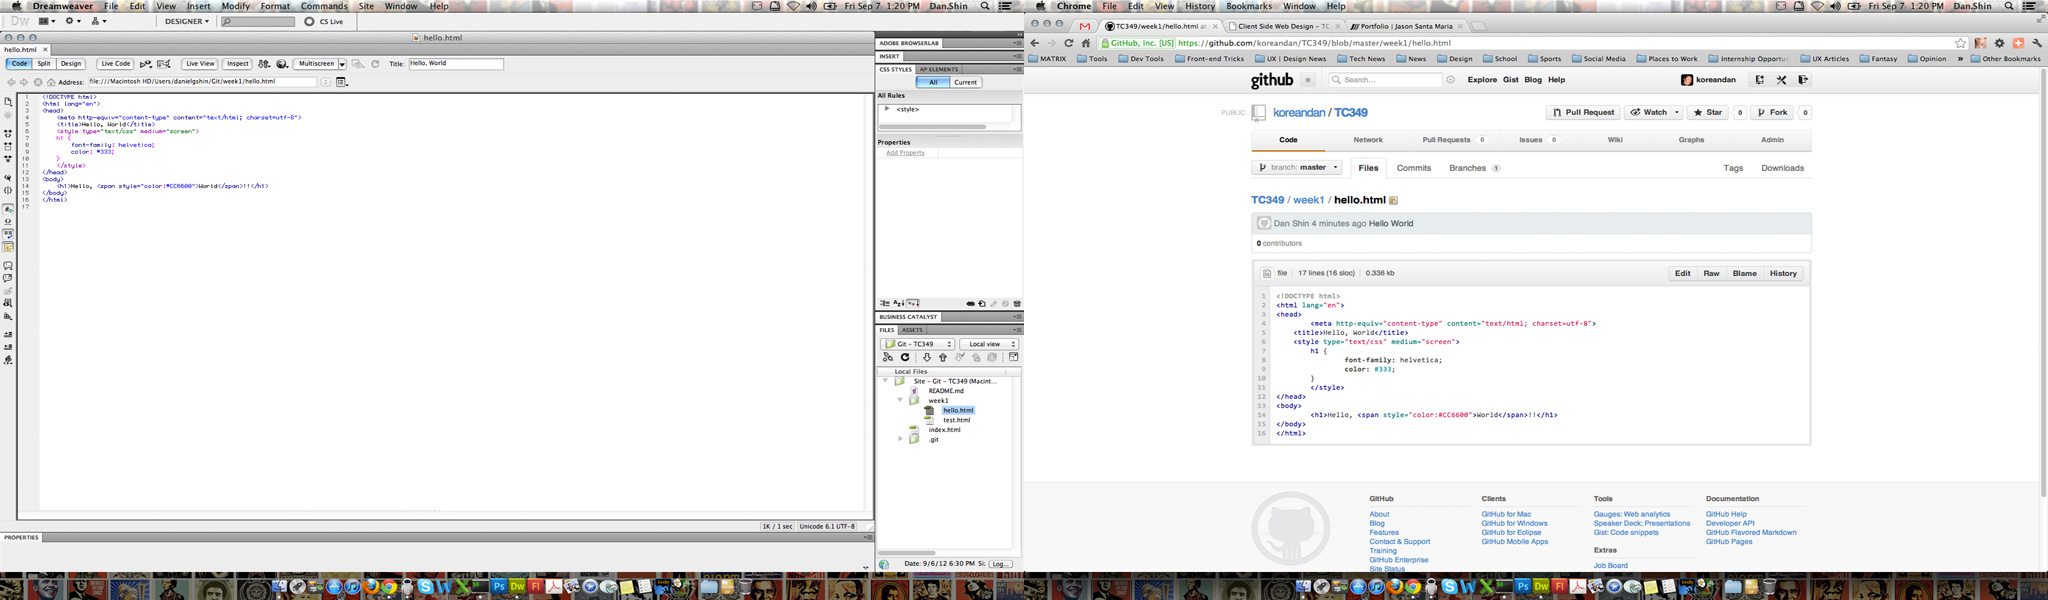 Dreamweaver File Edit View Insert Modify Format Commands Site Window Help Fri Sep 7 1:20 PM Dan.Shin
Dw DESIGNER CS Live
hello.html
hello.html
Code Split Design Live Code Live View Inspect Multiscreen Title: Hello, World
Address: file:///Macintosh HD/Users/danielgshin/Git/week1/hello.html
1 <!DOCTYPE html>
2 <html lang="en">
3 <head>
4 <meta http-equiv="content-type" content="text/html; charset=utf-8">
5 <title>Hello, World</title>
6 <style type="text/css" medium="screen">
7 h1 {
8 font-family: helvetica;
9 color: #333;
10 }
11 </style>
12 </head>
13 <body>
14 <h1>Hello, <span style="color:#CC6600">World</span>!!</h1>
15 </body>
16 </html>
17
1K / 1 sec Unicode 6.1 UTF-8
PROPERTIES
ADOBE BROWSERLAB
INSERT
CSS STYLES AP ELEMENTS
All Current
All Rules
<style>
Properties
Add Property
BUSINESS CATALYST
FILES ASSETS
Git - TC349 Local view
Local Files
Site - Git - TC349 (Macint...
README.md
week1
hello.html
test.html
index.html
.git
Date: 9/6/12 6:30 PM Log...
Chrome File Edit View History Bookmarks Window Help Fri Sep 7 1:20 PM Dan.Shin
TC349/week1/hello.html at Client Side Web Design – TC Portfolio | Jason Santa Maria
GitHub, Inc. [US] https://github.com/koreandan/TC349/blob/master/week1/hello.html
MATRIX Tools Dev Tools Front-end Tricks UX | Design News Tech News News Design School Sports Social Media Places to Work Internship Opportun UX Articles Fantasy Opinion » Other Bookmarks
github Search... Explore Gist Blog Help koreandan
PUBLIC koreandan / TC349 Pull Request Watch Star 0 Fork 0
Code Network Pull Requests 0 Issues 0 Wiki Graphs Admin
branch: master Files Commits Branches 1 Tags Downloads
TC349 / week1 / hello.html
Dan Shin 4 minutes ago Hello World
0 contributors
file 17 lines (16 sloc) 0.336 kb Edit Raw Blame History
1 <!DOCTYPE html>
2 <html lang="en">
3 <head>
4 <meta http-equiv="content-type" content="text/html; charset=utf-8">
5 <title>Hello, World</title>
6 <style type="text/css" medium="screen">
7 h1 {
8 font-family: helvetica;
9 color: #333;
10 }
11 </style>
12 </head>
13 <body>
14 <h1>Hello, <span style="color:#CC6600">World</span>!!</h1>
15 </body>
16 </html>
GitHub
About
Blog
Features
Contact & Support
Training
GitHub Enterprise
Site Status
Clients
GitHub for Mac
GitHub for Windows
GitHub for Eclipse
GitHub Mobile Apps
Tools
Gauges: Web analytics
Speaker Deck: Presentations
Gist: Code snippets
Extras
Job Board
Documentation
GitHub Help
Developer API
GitHub Flavored Markdown
GitHub Pages